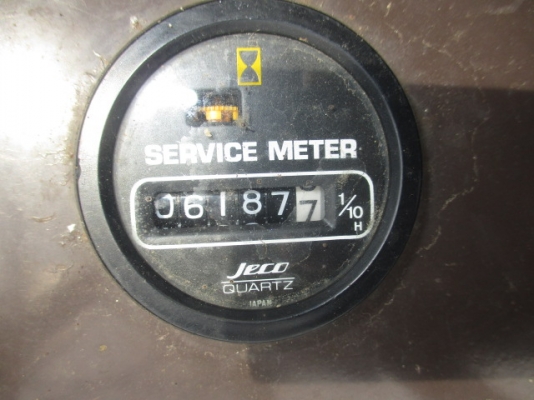 SERVICE METER
061877 1/10
H
Jeco
QUARTZ
JAPAN